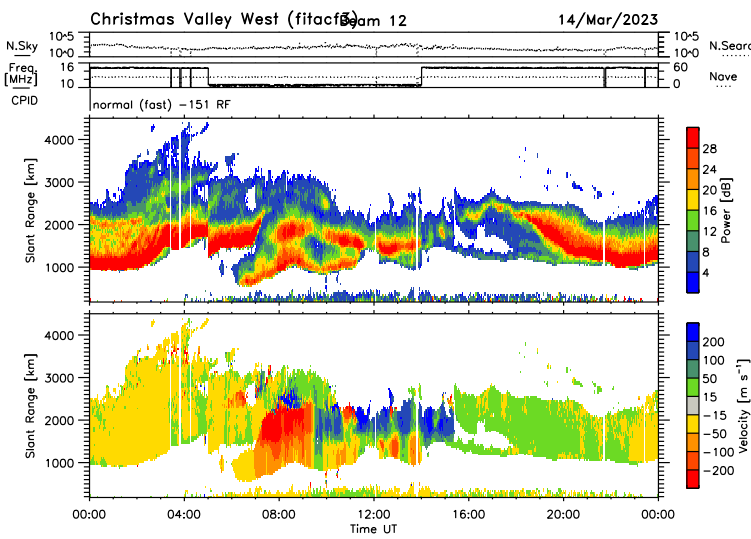 Christmas Valley West (fitacf3) Beam 12 14/Mar/2023
N.Sky 10^5 10^0 10^5 10^0 N.Sear
Freq [MHz] 16 10 60 0 Nave
CPID normal (fast) -151 RF
Slant Range [km] 4000 3000 2000 1000
28 24 20 16 12 8 4 Power [dB]
Slant Range [km] 4000 3000 2000 1000
200 100 50 15 -15 -50 -100 -200 Velocity [m s⁻¹]
00:00 04:00 08:00 12:00 16:00 20:00 00:00
Time UT